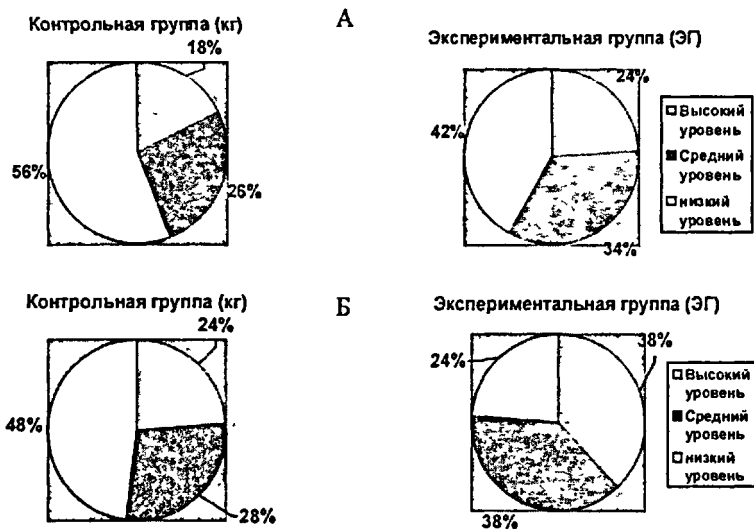 А
Контрольная группа (кг)
18%
56%
26%
Экспериментальная группа (ЭГ)
24%
42%
34%
Высокий
уровень
Средний
уровень
низкий
уровень
Б
Контрольная группа (кг)
24%
48%
28%
Экспериментальная группа (ЭГ)
38%
24%
38%
Высокий
уровень
Средний
уровень
низкий
уровень